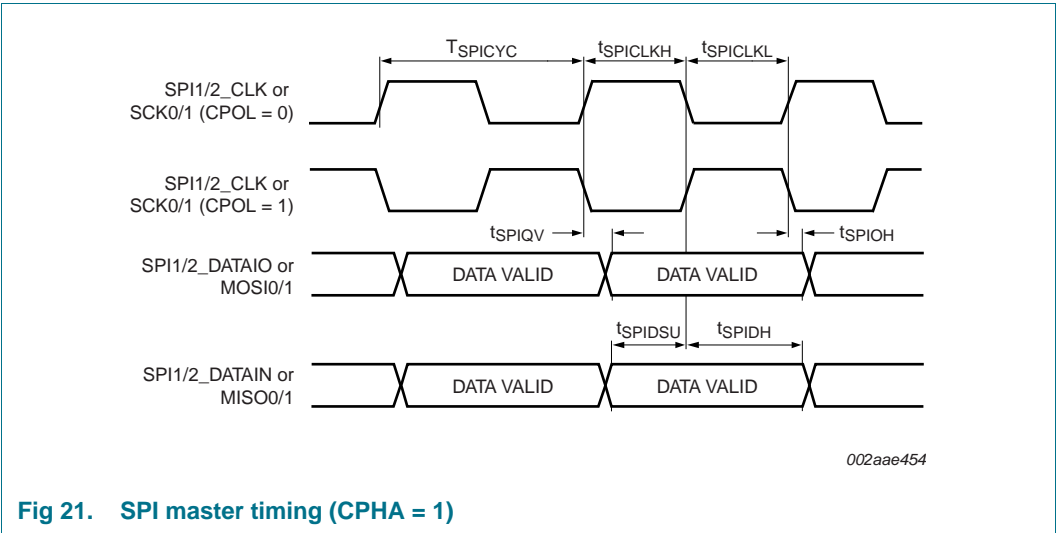 TSPICYC tSPICLKH tSPICLKL
SPI1/2_CLK or
SCK0/1 (CPOL = 0)
SPI1/2_CLK or
SCK0/1 (CPOL = 1)
tSPIQV tSPIOH
SPI1/2_DATAIO or
MOSI0/1
DATA VALID DATA VALID
tSPIDSU tSPIDH
SPI1/2_DATAIN or
MISO0/1
DATA VALID DATA VALID
002aae454
Fig 21. SPI master timing (CPHA = 1)